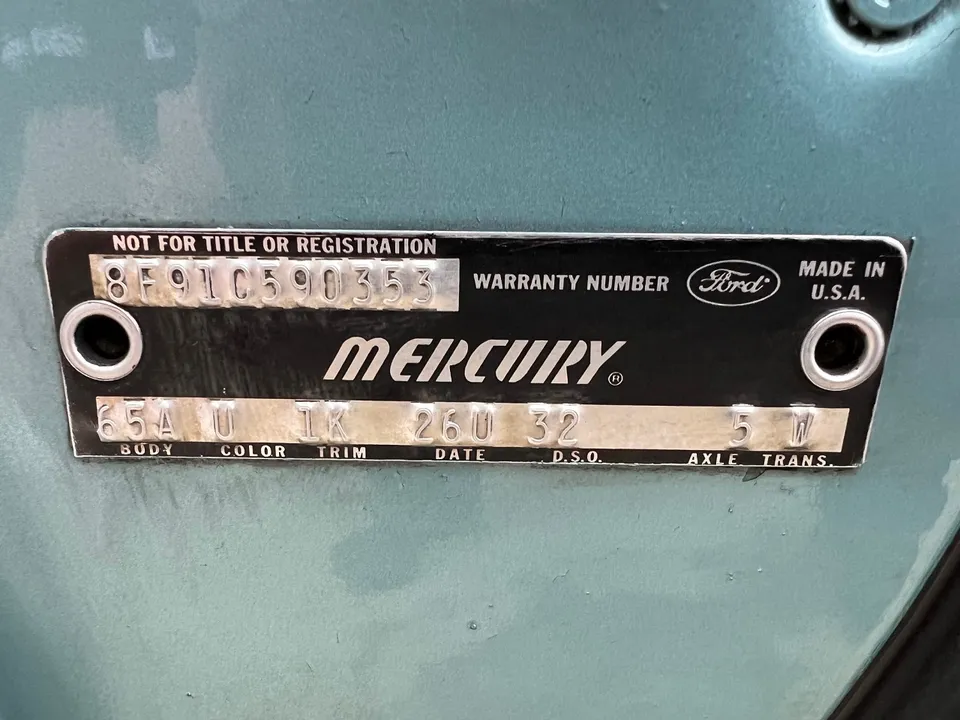 NOT FOR TITLE OR REGISTRATION
8F91C590353 WARRANTY NUMBER Ford MADE IN U.S.A.
MERCURY®
65A U 1K 26U 32 5 W
BODY COLOR TRIM DATE D.S.O. AXLE TRANS.